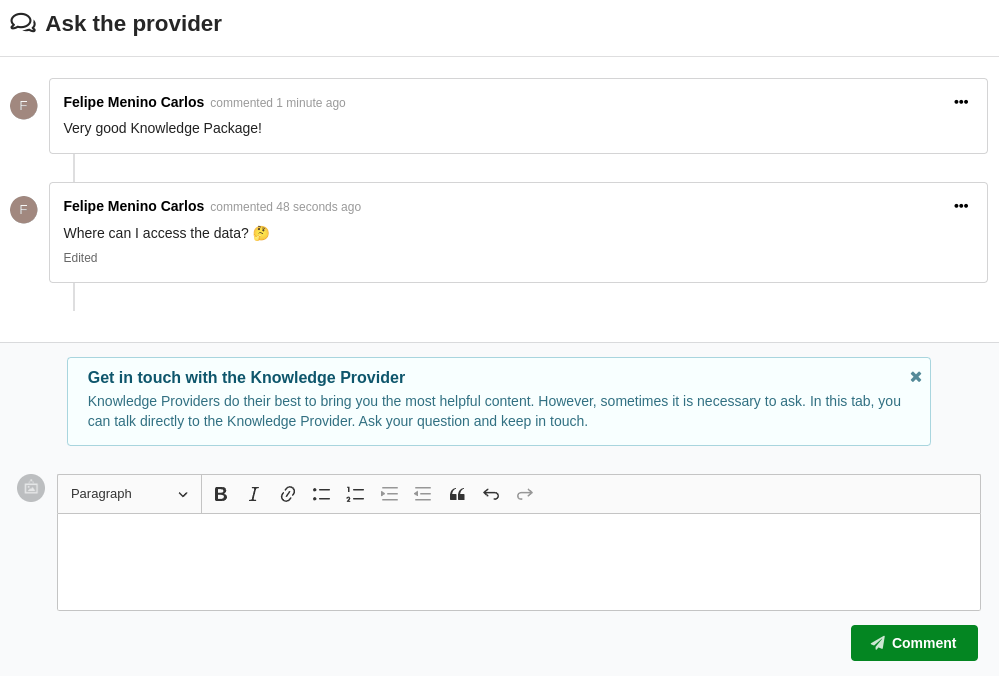 Ask the provider
F
Felipe Menino Carlos commented 1 minute ago
Very good Knowledge Package!
F
Felipe Menino Carlos commented 48 seconds ago
Where can I access the data? 🤔
Edited
Get in touch with the Knowledge Provider
Knowledge Providers do their best to bring you the most helpful content. However, sometimes it is necessary to ask. In this tab, you
can talk directly to the Knowledge Provider. Ask your question and keep in touch.
Paragraph
Comment